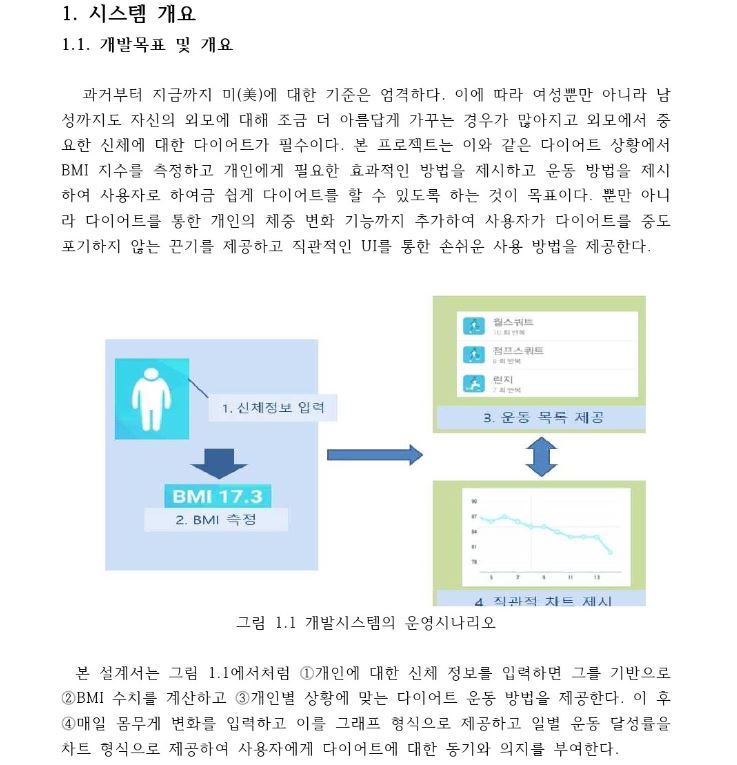 1. 시스템 개요
1.1. 개발목표 및 개요
과거부터 지금까지 미(美)에 대한 기준은 엄격하다. 이에 따라 여성뿐만 아니라 남
성까지도 자신의 외모에 대해 조금 더 아름답게 가꾸는 경우가 많아지고 외모에서 중
요한 신체에 대한 다이어트가 필수이다. 본 프로젝트는 이와 같은 다이어트 상황에서
BMI 지수를 측정하고 개인에게 필요한 효과적인 방법을 제시하고 운동 방법을 제시
하여 사용자로 하여금 쉽게 다이어트를 할 수 있도록 하는 것이 목표이다. 뿐만 아니
라 다이어트를 통한 개인의 체중 변화 기능까지 추가하여 사용자가 다이어트를 중도
포기하지 않는 끈기를 제공하고 직관적인 UI를 통한 손쉬운 사용 방법을 제공한다.
1. 신체정보 입력
BMI 17.3
2. BMI 측정
월스쿼트
10 회 반복
점프스쿼트
8 회 반복
런지
7 회 반복
3. 운동 목록 제공
90
87
84
81
78
5 7 9 11 13
4. 직관적 차트 제시
그림 1.1 개발시스템의 운영시나리오
본 설계서는 그림 1.1에서처럼 ①개인에 대한 신체 정보를 입력하면 그를 기반으로
②BMI 수치를 계산하고 ③개인별 상황에 맞는 다이어트 운동 방법을 제공한다. 이 후
④매일 몸무게 변화를 입력하고 이를 그래프 형식으로 제공하고 일별 운동 달성률을
차트 형식으로 제공하여 사용자에게 다이어트에 대한 동기와 의지를 부여한다.